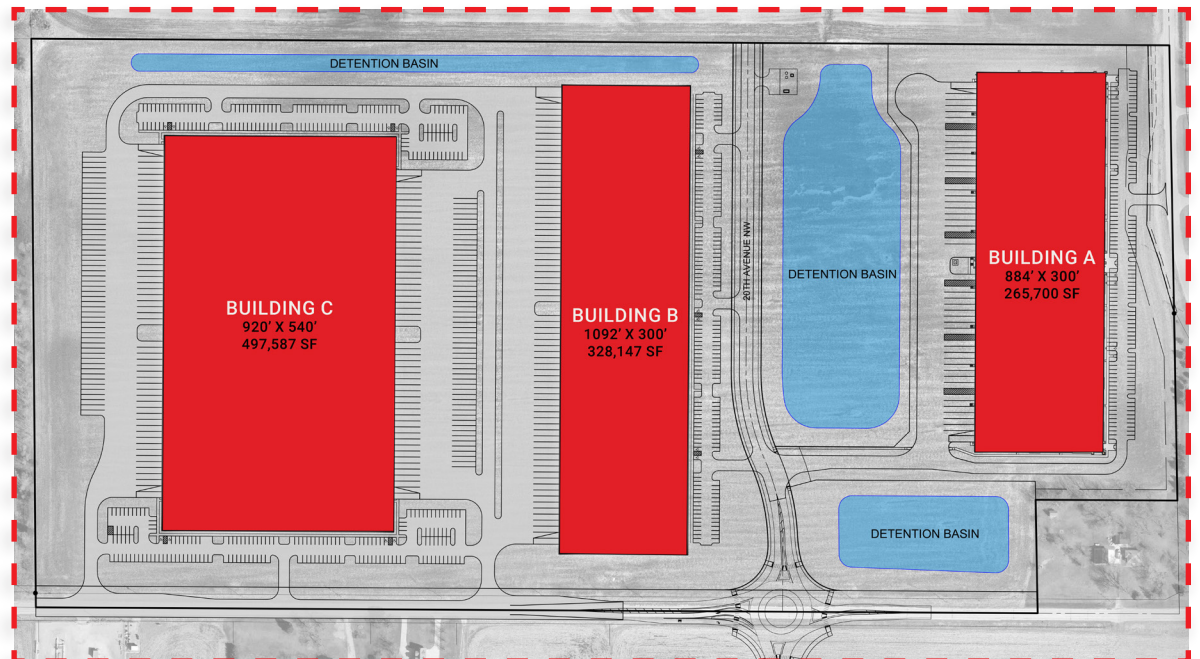 DETENTION BASIN
BUILDING C
920’ X 540’
497,587 SF
BUILDING B
1092’ X 300’
328,147 SF
20TH AVENUE NW
DETENTION BASIN
BUILDING A
884’ X 300’
265,700 SF
DETENTION BASIN